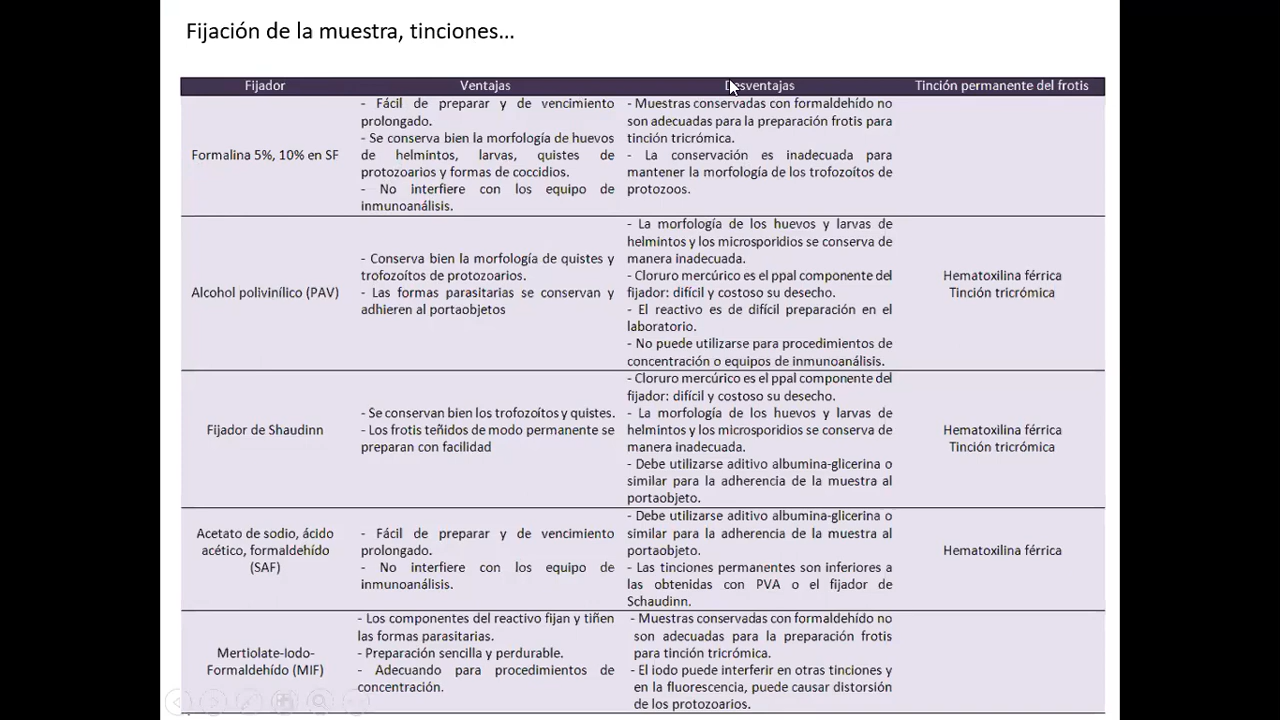 Fijación de la muestra, tinciones...
Fijador Ventajas Desventajas Tinción permanente del frotis
Formalina 5%, 10% en SF
- Fácil de preparar y de vencimiento
prolongado.
- Se conserva bien la morfología de huevos
de helmintos, larvas, quistes de
protozoarios y formas de coccidios.
- No interfiere con los equipo de
inmunoanálisis.
- Muestras conservadas con formaldehído no
son adecuadas para la preparación frotis para
tinción tricrómica.
- La conservación es inadecuada para
mantener la morfología de los trofozoítos de
protozoos.
Alcohol polivinílico (PAV)
- Conserva bien la morfología de quistes y
trofozoítos de protozoarios.
- Las formas parasitarias se conservan y
adhieren al portaobjetos
- La morfología de los huevos y larvas de
helmintos y los microsporidios se conserva de
manera inadecuada.
- Cloruro mercúrico es el ppal componente del
fijador: difícil y costoso su desecho.
- El reactivo es de difícil preparación en el
laboratorio.
- No puede utilizarse para procedimientos de
concentración o equipos de inmunoanálisis.
Hematoxilina férrica
Tinción tricrómica
Fijador de Shaudinn
- Se conservan bien los trofozoítos y quistes.
- Los frotis teñidos de modo permanente se
preparan con facilidad
- Cloruro mercúrico es el ppal componente del
fijador: difícil y costoso su desecho.
- La morfología de los huevos y larvas de
helmintos y los microsporidios se conserva de
manera inadecuada.
- Debe utilizarse aditivo albumina-glicerina o
similar para la adherencia de la muestra al
portaobjeto.
Hematoxilina férrica
Tinción tricrómica
Acetato de sodio, ácido
acético, formaldehído
(SAF)
- Fácil de preparar y de vencimiento
prolongado.
- No interfiere con los equipo de
inmunoanálisis.
- Debe utilizarse aditivo albumina-glicerina o
similar para la adherencia de la muestra al
portaobjeto.
- Las tinciones permanentes son inferiores a
las obtenidas con PVA o el fijador de
Schaudinn.
Hematoxilina férrica
Mertiolate-Iodo-
Formaldehído (MIF)
- Los componentes del reactivo fijan y tiñen
las formas parasitarias.
- Preparación sencilla y perdurable.
- Adecuando para procedimientos de
concentración.
- Muestras conservadas con formaldehído no
son adecuadas para la preparación frotis
para tinción tricrómica.
- El iodo puede interferir en otras tinciones y
en la fluorescencia, puede causar distorsión
de los protozoarios.